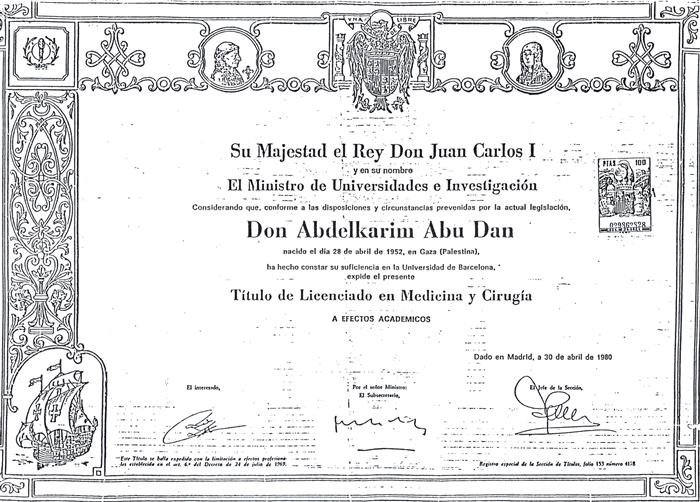 VNA LIBRE
Su Majestad el Rey Don Juan Carlos I
y en su nombre
El Ministro de Universidades e Investigación
Considerando que, conforme a las disposiciones y circunstancias prevenidas por la actual legislación,
PTAS 100
Don Abdelkarim Abu Dan
nacido el día 28 de abril de 1952, en Gaza (Palestina),
ha hecho constar su suficiencia en la Universidad de Barcelona,
expide el presente
Título de Licenciado en Medicina y Cirugía
A EFECTOS ACADEMICOS
Dado en Madrid, a 30 de abril de 1980
El interesado,
Por el señor Ministro:
El Subsecretario,
El Jefe de la Sección,
Este Título se halla expedido con la limitación a efectos profesiona-
les establecida en el art. 6.º del Decreto de 24 de julio de 1969.
Registro especial de la Sección de Títulos, folio 153 número 4178